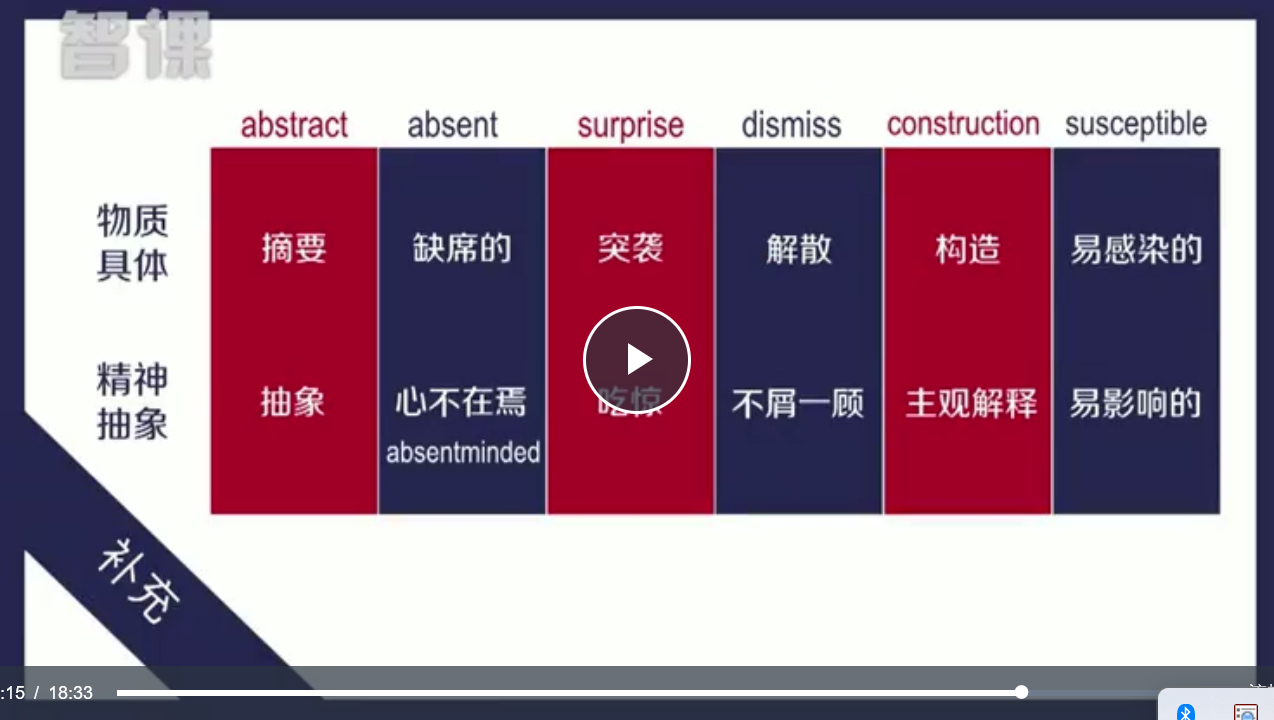 智课
abstract absent surprise dismiss construction susceptible
物质
具体
摘要 缺席的 突袭 解散 构造 易感染的
精神
抽象
抽象 心不在焉 吃惊 不屑一顾 主观解释 易影响的
absentminded
补充
:15 / 18:33